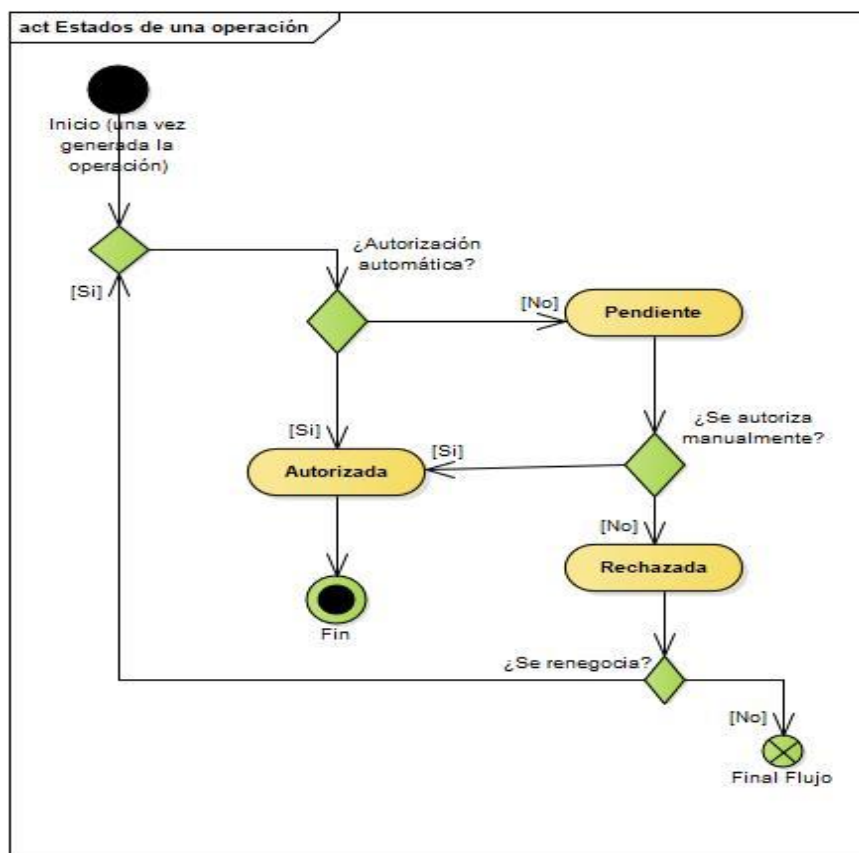 act Estados de una operación
Inicio (una vez
generada la
operación)
¿Autorización
automática?
[Si]
[No]
Pendiente
¿Se autoriza
manualmente?
[Si]
[Si]
Autorizada
[No]
Rechazada
Fin
¿Se renegocia?
[No]
Final Flujo